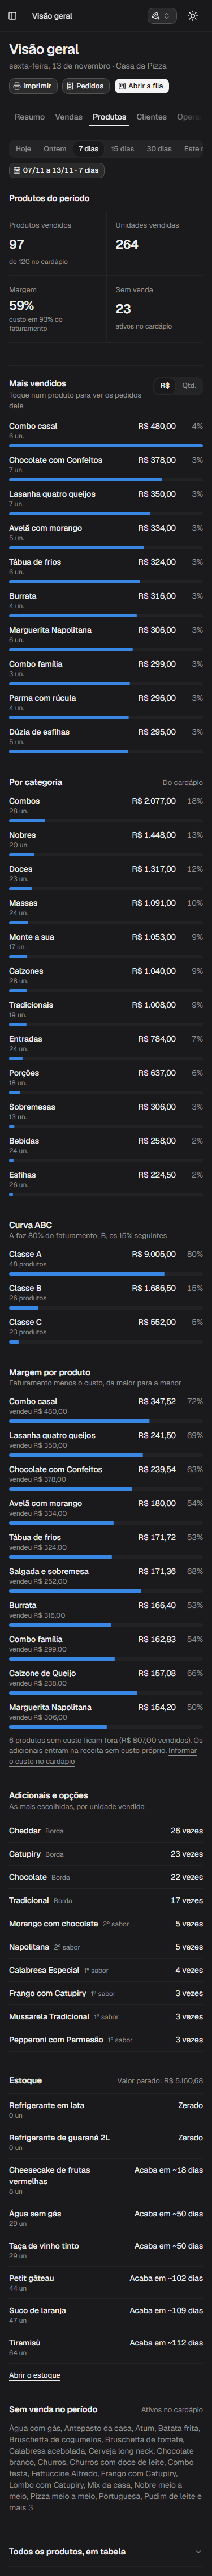 Visão geral
Visão geral
sexta-feira, 13 de novembro · Casa da Pizza
Imprimir
Pedidos
Abrir a fila
Resumo
Vendas
Produtos
Clientes
Hoje
Ontem
7 dias
15 dias
30 dias
07/11 a 13/11 · 7 dias
Produtos do período
Produtos vendidos
97
de 120 no cardápio
Unidades vendidas
264
Margem
59%
custo em 93% do
faturamento
Sem venda
23
ativos no cardápio
Mais vendidos
Toque num produto para ver os pedidos
dele
R$
Qtd.
Combo casal R$ 480,00 4%
6 un.
Chocolate com Confeitos R$ 378,00 3%
7 un.
Lasanha quatro queijos R$ 350,00 3%
7 un.
Avelã com morango R$ 334,00 3%
5 un.
Tábua de frios R$ 324,00 3%
6 un.
Burrata R$ 316,00 3%
4 un.
Marguerita Napolitana R$ 306,00 3%
6 un.
Combo família R$ 299,00 3%
3 un.
Parma com rúcula R$ 296,00 3%
4 un.
Dúzia de esfihas R$ 295,00 3%
5 un.
Por categoria
Do cardápio
Combos R$ 2.077,00 18%
28 un.
Nobres R$ 1.448,00 13%
20 un.
Doces R$ 1.317,00 12%
23 un.
Massas R$ 1.091,00 10%
24 un.
Monte a sua R$ 1.053,00 9%
17 un.
Calzones R$ 1.040,00 9%
28 un.
Tradicionais R$ 1.008,00 9%
19 un.
Entradas R$ 784,00 7%
24 un.
Porções R$ 637,00 6%
18 un.
Sobremesas R$ 306,00 3%
13 un.
Bebidas R$ 258,00 2%
24 un.
Esfihas R$ 224,50 2%
26 un.
Curva ABC
A faz 80% do faturamento; B, os 15% seguintes
Classe A R$ 9.005,00 80%
48 produtos
Classe B R$ 1.686,50 15%
26 produtos
Classe C R$ 552,00 5%
23 produtos
Margem por produto
Faturamento menos o custo, da maior para a menor
Combo casal R$ 347,52 72%
vendeu R$ 480,00
Lasanha quatro queijos R$ 241,50 69%
vendeu R$ 350,00
Chocolate com Confeitos R$ 239,54 63%
vendeu R$ 378,00
Avelã com morango R$ 180,00 54%
vendeu R$ 334,00
Tábua de frios R$ 171,72 53%
vendeu R$ 324,00
Salgada e sobremesa R$ 171,36 68%
vendeu R$ 252,00
Burrata R$ 166,40 53%
vendeu R$ 316,00
Combo família R$ 162,83 54%
vendeu R$ 299,00
Calzone de Queijo R$ 157,08 66%
vendeu R$ 238,00
Marguerita Napolitana R$ 154,20 50%
vendeu R$ 306,00
6 produtos sem custo ficam fora (R$ 807,00 vendidos). Os
adicionais entram na receita sem custo próprio. Informar
o custo no cardápio
Adicionais e opções
As mais escolhidas, por unidade vendida
Cheddar Borda 26 vezes
Catupiry Borda 23 vezes
Chocolate Borda 22 vezes
Tradicional Borda 17 vezes
Morango com chocolate 2º sabor 5 vezes
Napolitana 2º sabor 5 vezes
Calabresa Especial 1º sabor 4 vezes
Frango com Catupiry 1º sabor 3 vezes
Mussarela Tradicional 1º sabor 3 vezes
Pepperoni com Parmesão 1º sabor 3 vezes
Estoque
Valor parado: R$ 5.160,68
Refrigerante em lata Zerado
0 un
Refrigerante de guaraná 2L Zerado
0 un
Cheesecake de frutas vermelhas Acaba em ~18 dias
8 un
Água sem gás Acaba em ~50 dias
29 un
Taça de vinho tinto Acaba em ~50 dias
29 un
Petit gâteau Acaba em ~102 dias
44 un
Suco de laranja Acaba em ~109 dias
47 un
Tiramisù Acaba em ~112 dias
64 un
Abrir o estoque
Sem venda no período
Ativos no cardápio
Água com gás, Antepasto da casa, Atum, Batata frita,
Bruschetta de cogumelos, Bruschetta de tomate,
Calabresa acebolada, Cerveja long neck, Chocolate
branco, Churros, Churros com doce de leite, Combo
festa, Fettuccine Alfredo, Frango com Catupiry,
Lombo com Catupiry, Mix da casa, Nobre meio a
meio, Pizza meio a meio, Portuguesa, Pudim de leite e
mais 3
Todos os produtos, em tabela